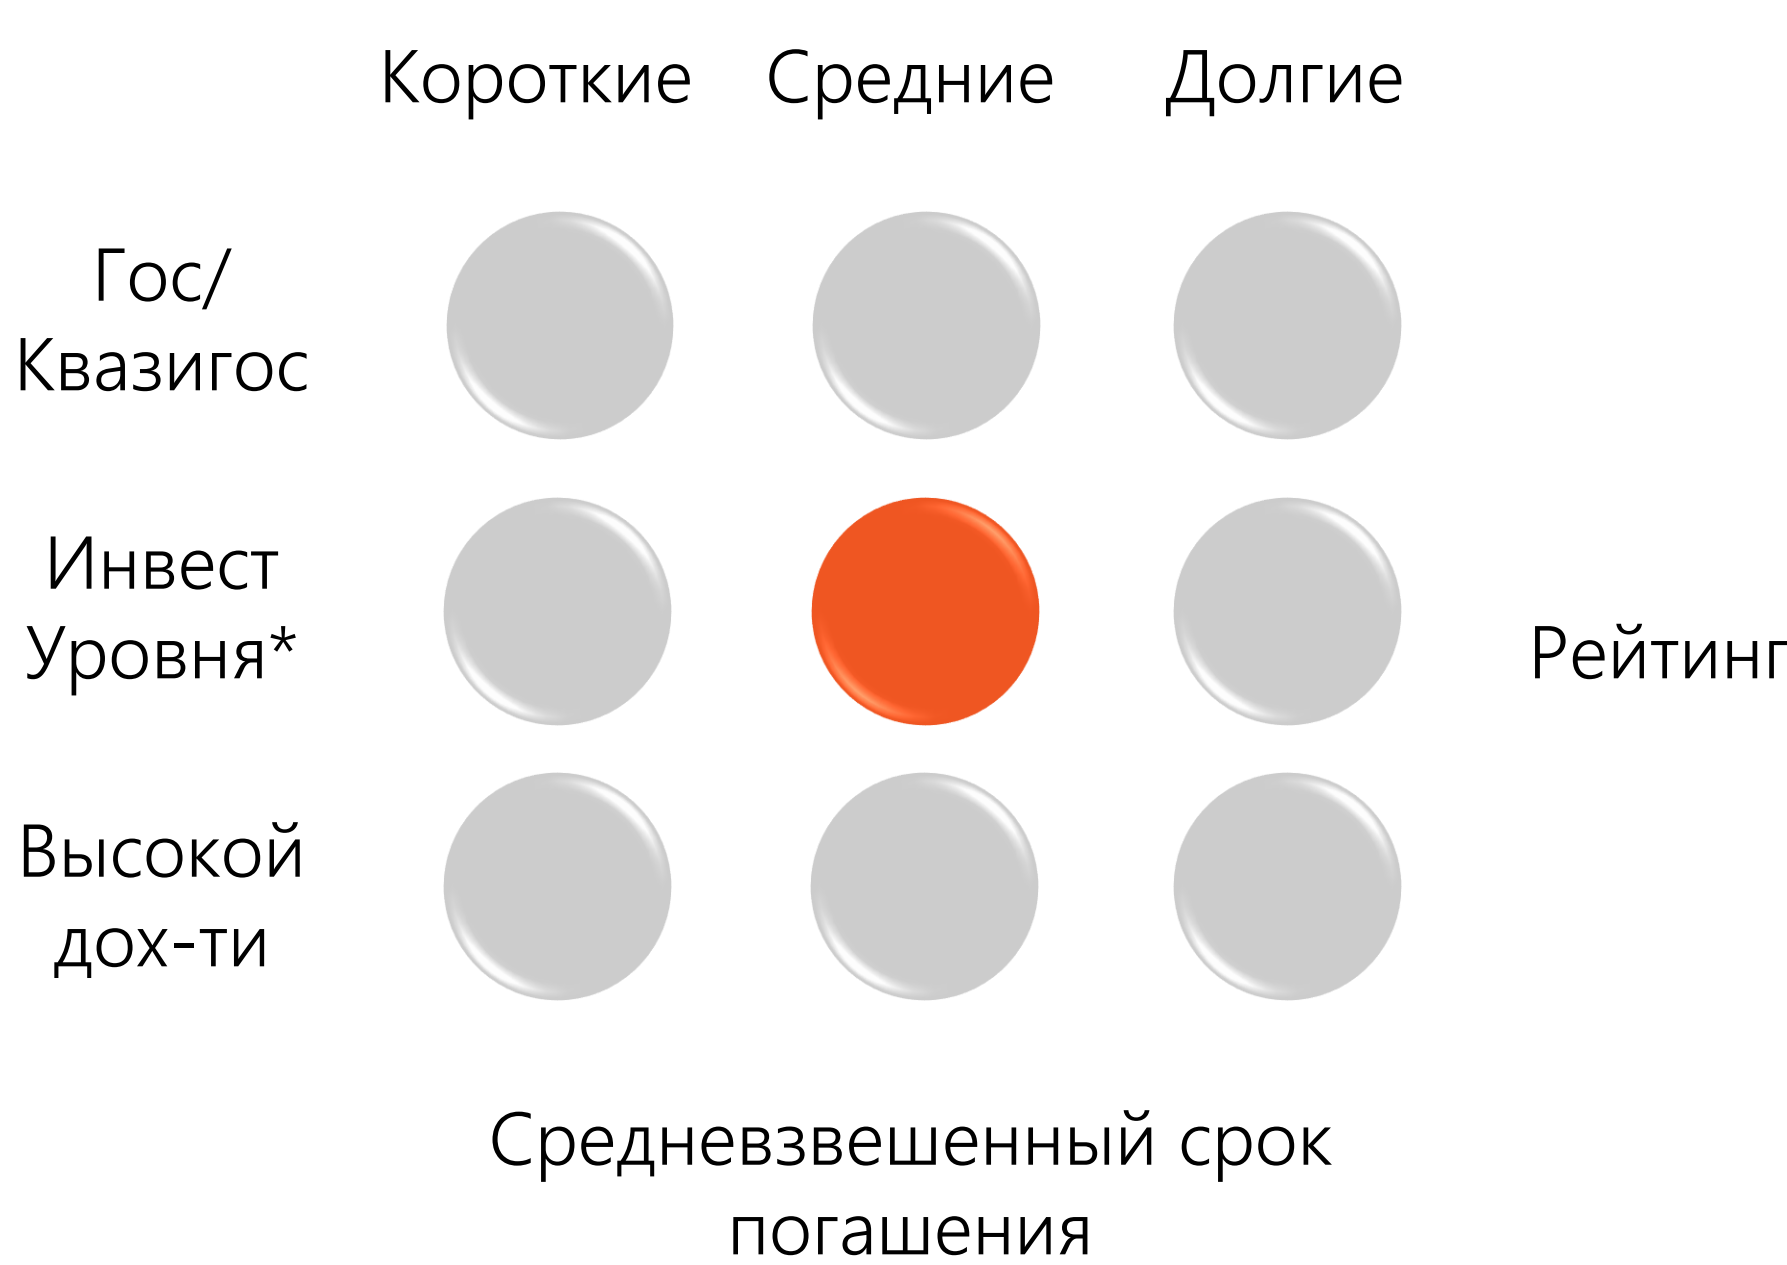 Короткие Средние Долгие
Гос/
Квазигос
Инвест
Уровня*
Рейтинг
Высокой
дох-ти
Средневзвешенный срок
погашения